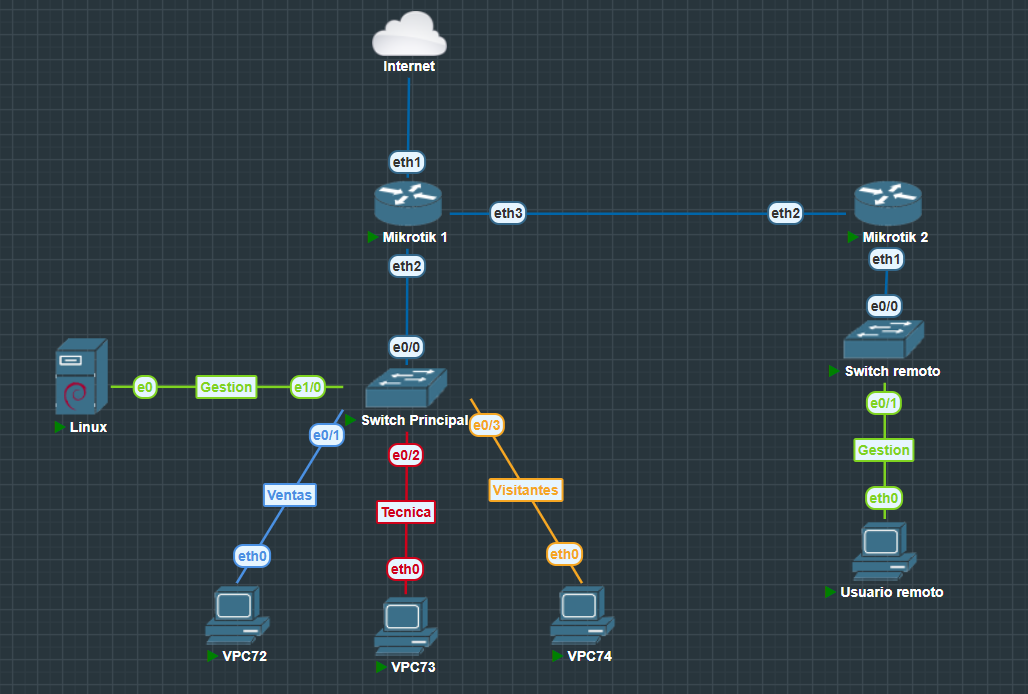 Internet
eth1
Mikrotik 1
eth3
eth2
Mikrotik 2
eth2
eth1
e0/0
e0/0
Switch Principal
Switch remoto
Linux
e0
Gestion
e1/0
e0/1
e0/2
e0/3
e0/1
Ventas
Tecnica
Visitantes
Gestion
eth0
eth0
eth0
eth0
VPC72
VPC73
VPC74
Usuario remoto